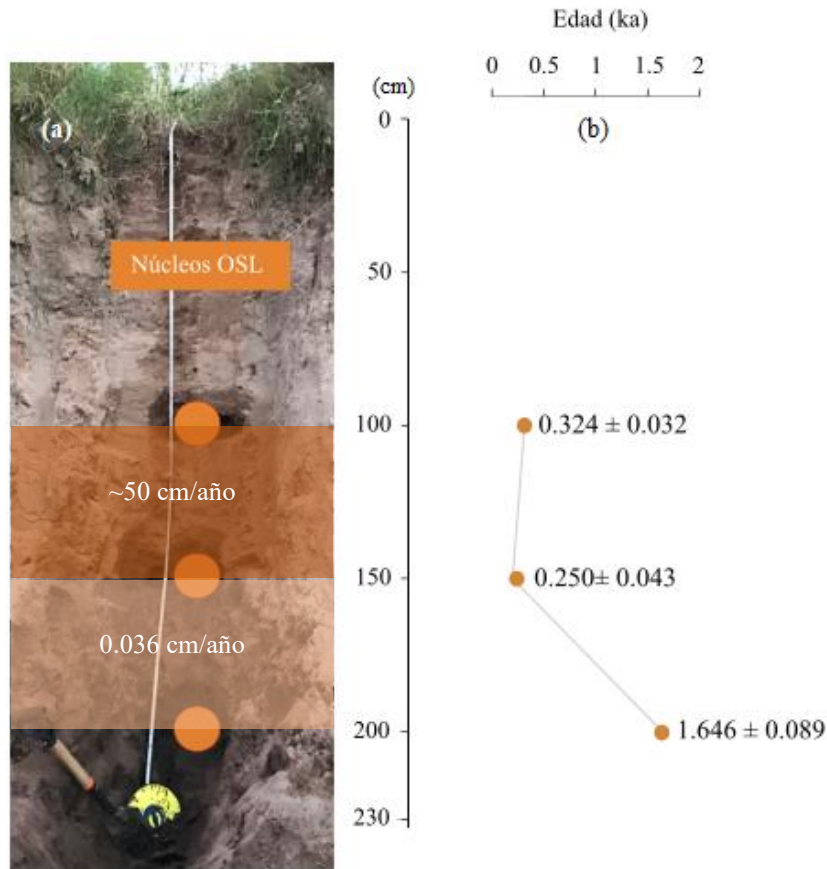 Edad (ka)
0 0.5 1 1.5 2
(cm)
(a)
(b)
0
Núcleos OSL
50
100
0.324 ± 0.032
~50 cm/año
150
0.250± 0.043
0.036 cm/año
200
1.646 ± 0.089
230